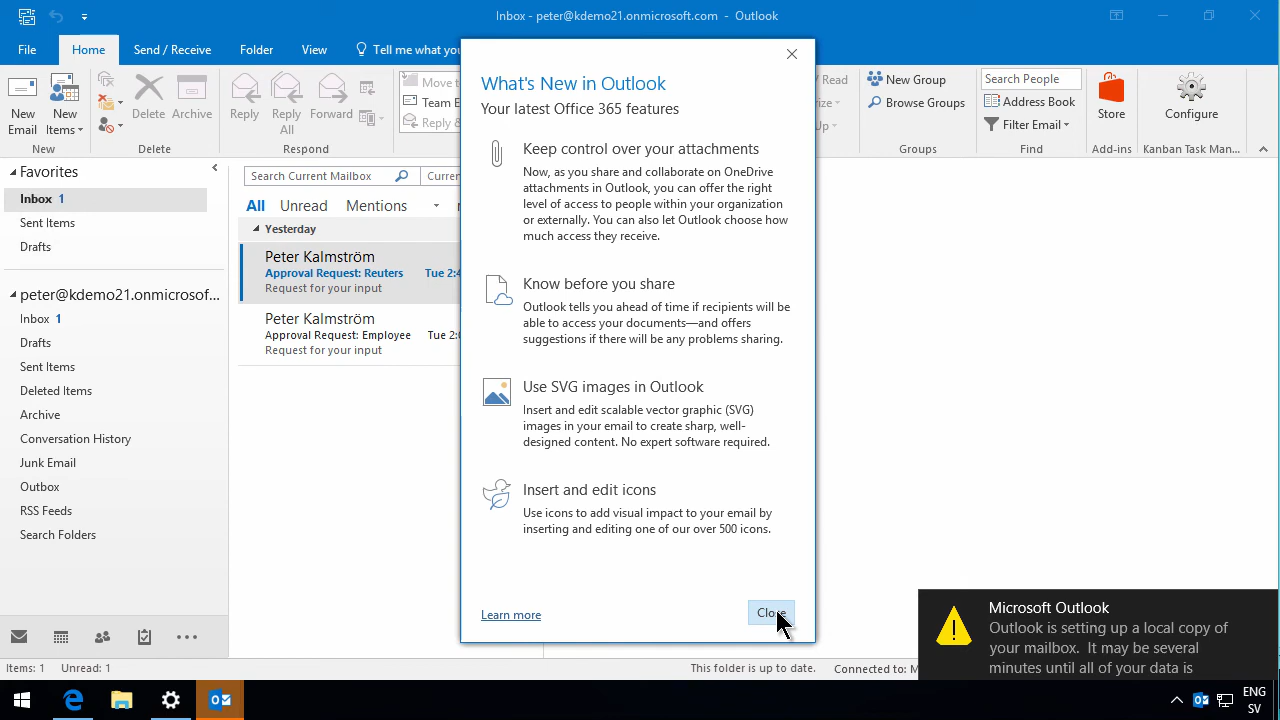 Inbox - peter@kdemo21.onmicrosoft.com - Outlook
File
Home
Send / Receive
Folder
View
Tell me what you
New
Email
New
Items
New
Delete
Archive
Delete
Reply
Reply
All
Forward
Respond
Move to
Team E
Reply &
/ Read
New Group
Browse Groups
Groups
Search People
Address Book
Filter Email
Find
Store
Add-ins
Configure
Kanban Task Man...
Favorites
Inbox 1
Sent Items
Drafts
peter@kdemo21.onmicrosof...
Inbox 1
Drafts
Sent Items
Deleted Items
Archive
Conversation History
Junk Email
Outbox
RSS Feeds
Search Folders
Search Current Mailbox
All
Unread
Mentions
Yesterday
Peter Kalmström
Approval Request: Reuters
Request for your input
Peter Kalmström
Approval Request: Employee
Request for your input
What's New in Outlook
Your latest Office 365 features
Keep control over your attachments
Now, as you share and collaborate on OneDrive
attachments in Outlook, you can offer the right
level of access to people within your organization
or externally. You can also let Outlook choose how
much access they receive.
Know before you share
Outlook tells you ahead of time if recipients will be
able to access your documents—and offers
suggestions if there will be any problems sharing.
Use SVG images in Outlook
Insert and edit scalable vector graphic (SVG)
images in your email to create sharp, well-
designed content. No expert software required.
Insert and edit icons
Use icons to add visual impact to your email by
inserting and editing one of our over 500 icons.
Learn more
Close
Microsoft Outlook
Outlook is setting up a local copy of
your mailbox. It may be several
minutes until all of your data is
Items: 1
Unread: 1
This folder is up to date.
Connected to: M
ENG
SV